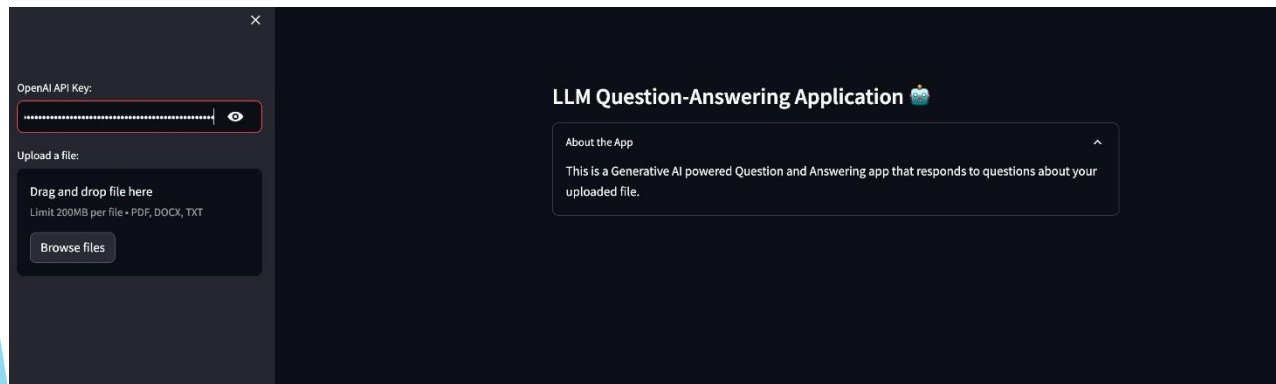 OpenAI API Key:
Upload a file:
Drag and drop file here
Limit 200MB per file • PDF, DOCX, TXT
Browse files
LLM Question-Answering Application 🤖
About the App
This is a Generative AI powered Question and Answering app that responds to questions about your
uploaded file.